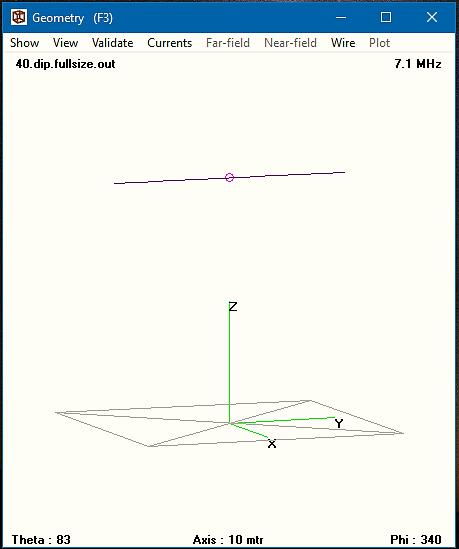 Geometry (F3)
Show View Validate Currents Far-field Near-field Wire Plot
40.dip.fullsize.out 7.1 MHz
Z
Y
X
Theta : 83 Axis : 10 mtr Phi : 340